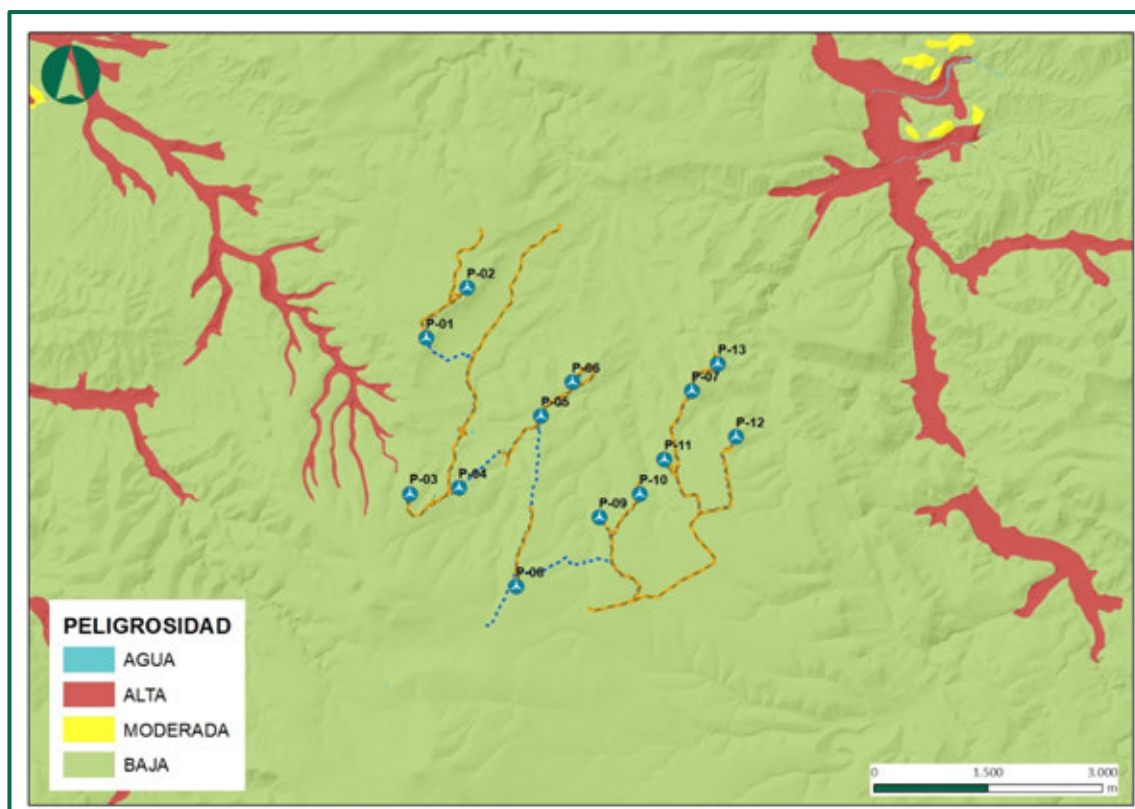 P-02
P-01
P-13
P-06
P-07
P-05
P-12
P-11
P-03
P-04
P-10
P-09
P-08
PELIGROSIDAD
AGUA
ALTA
MODERADA
BAJA
0 1.500 3.000
m